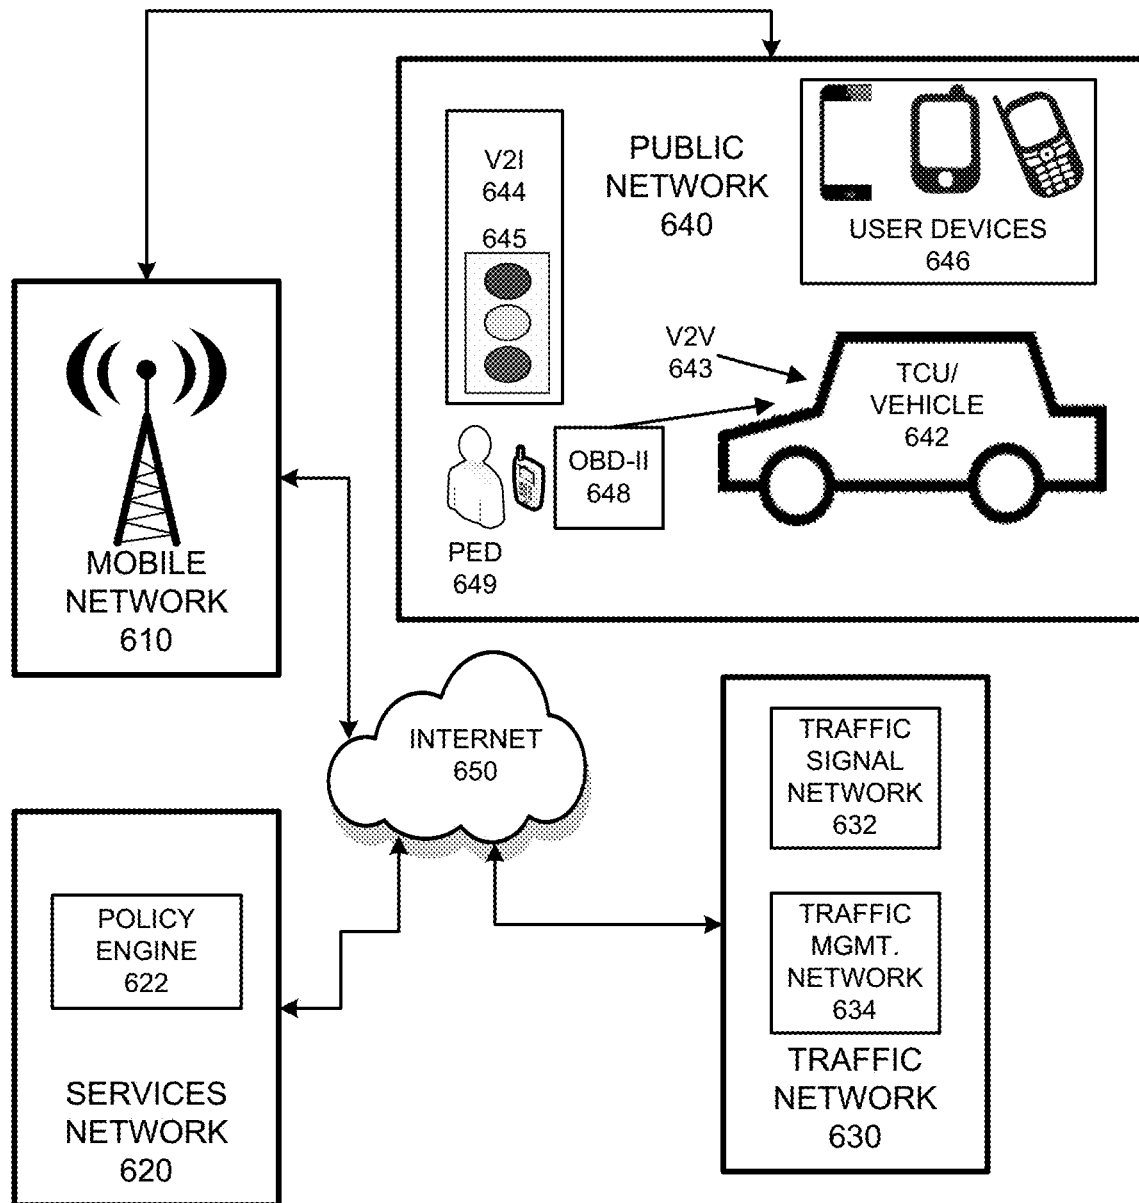 V2I
644
645
PUBLIC
NETWORK
640
USER DEVICES
646
V2V
643
TCU/
VEHICLE
642
OBD-II
648
PED
649
MOBILE
NETWORK
610
INTERNET
650
TRAFFIC
SIGNAL
NETWORK
632
TRAFFIC
MGMT.
NETWORK
634
TRAFFIC
NETWORK
630
POLICY
ENGINE
622
SERVICES
NETWORK
620